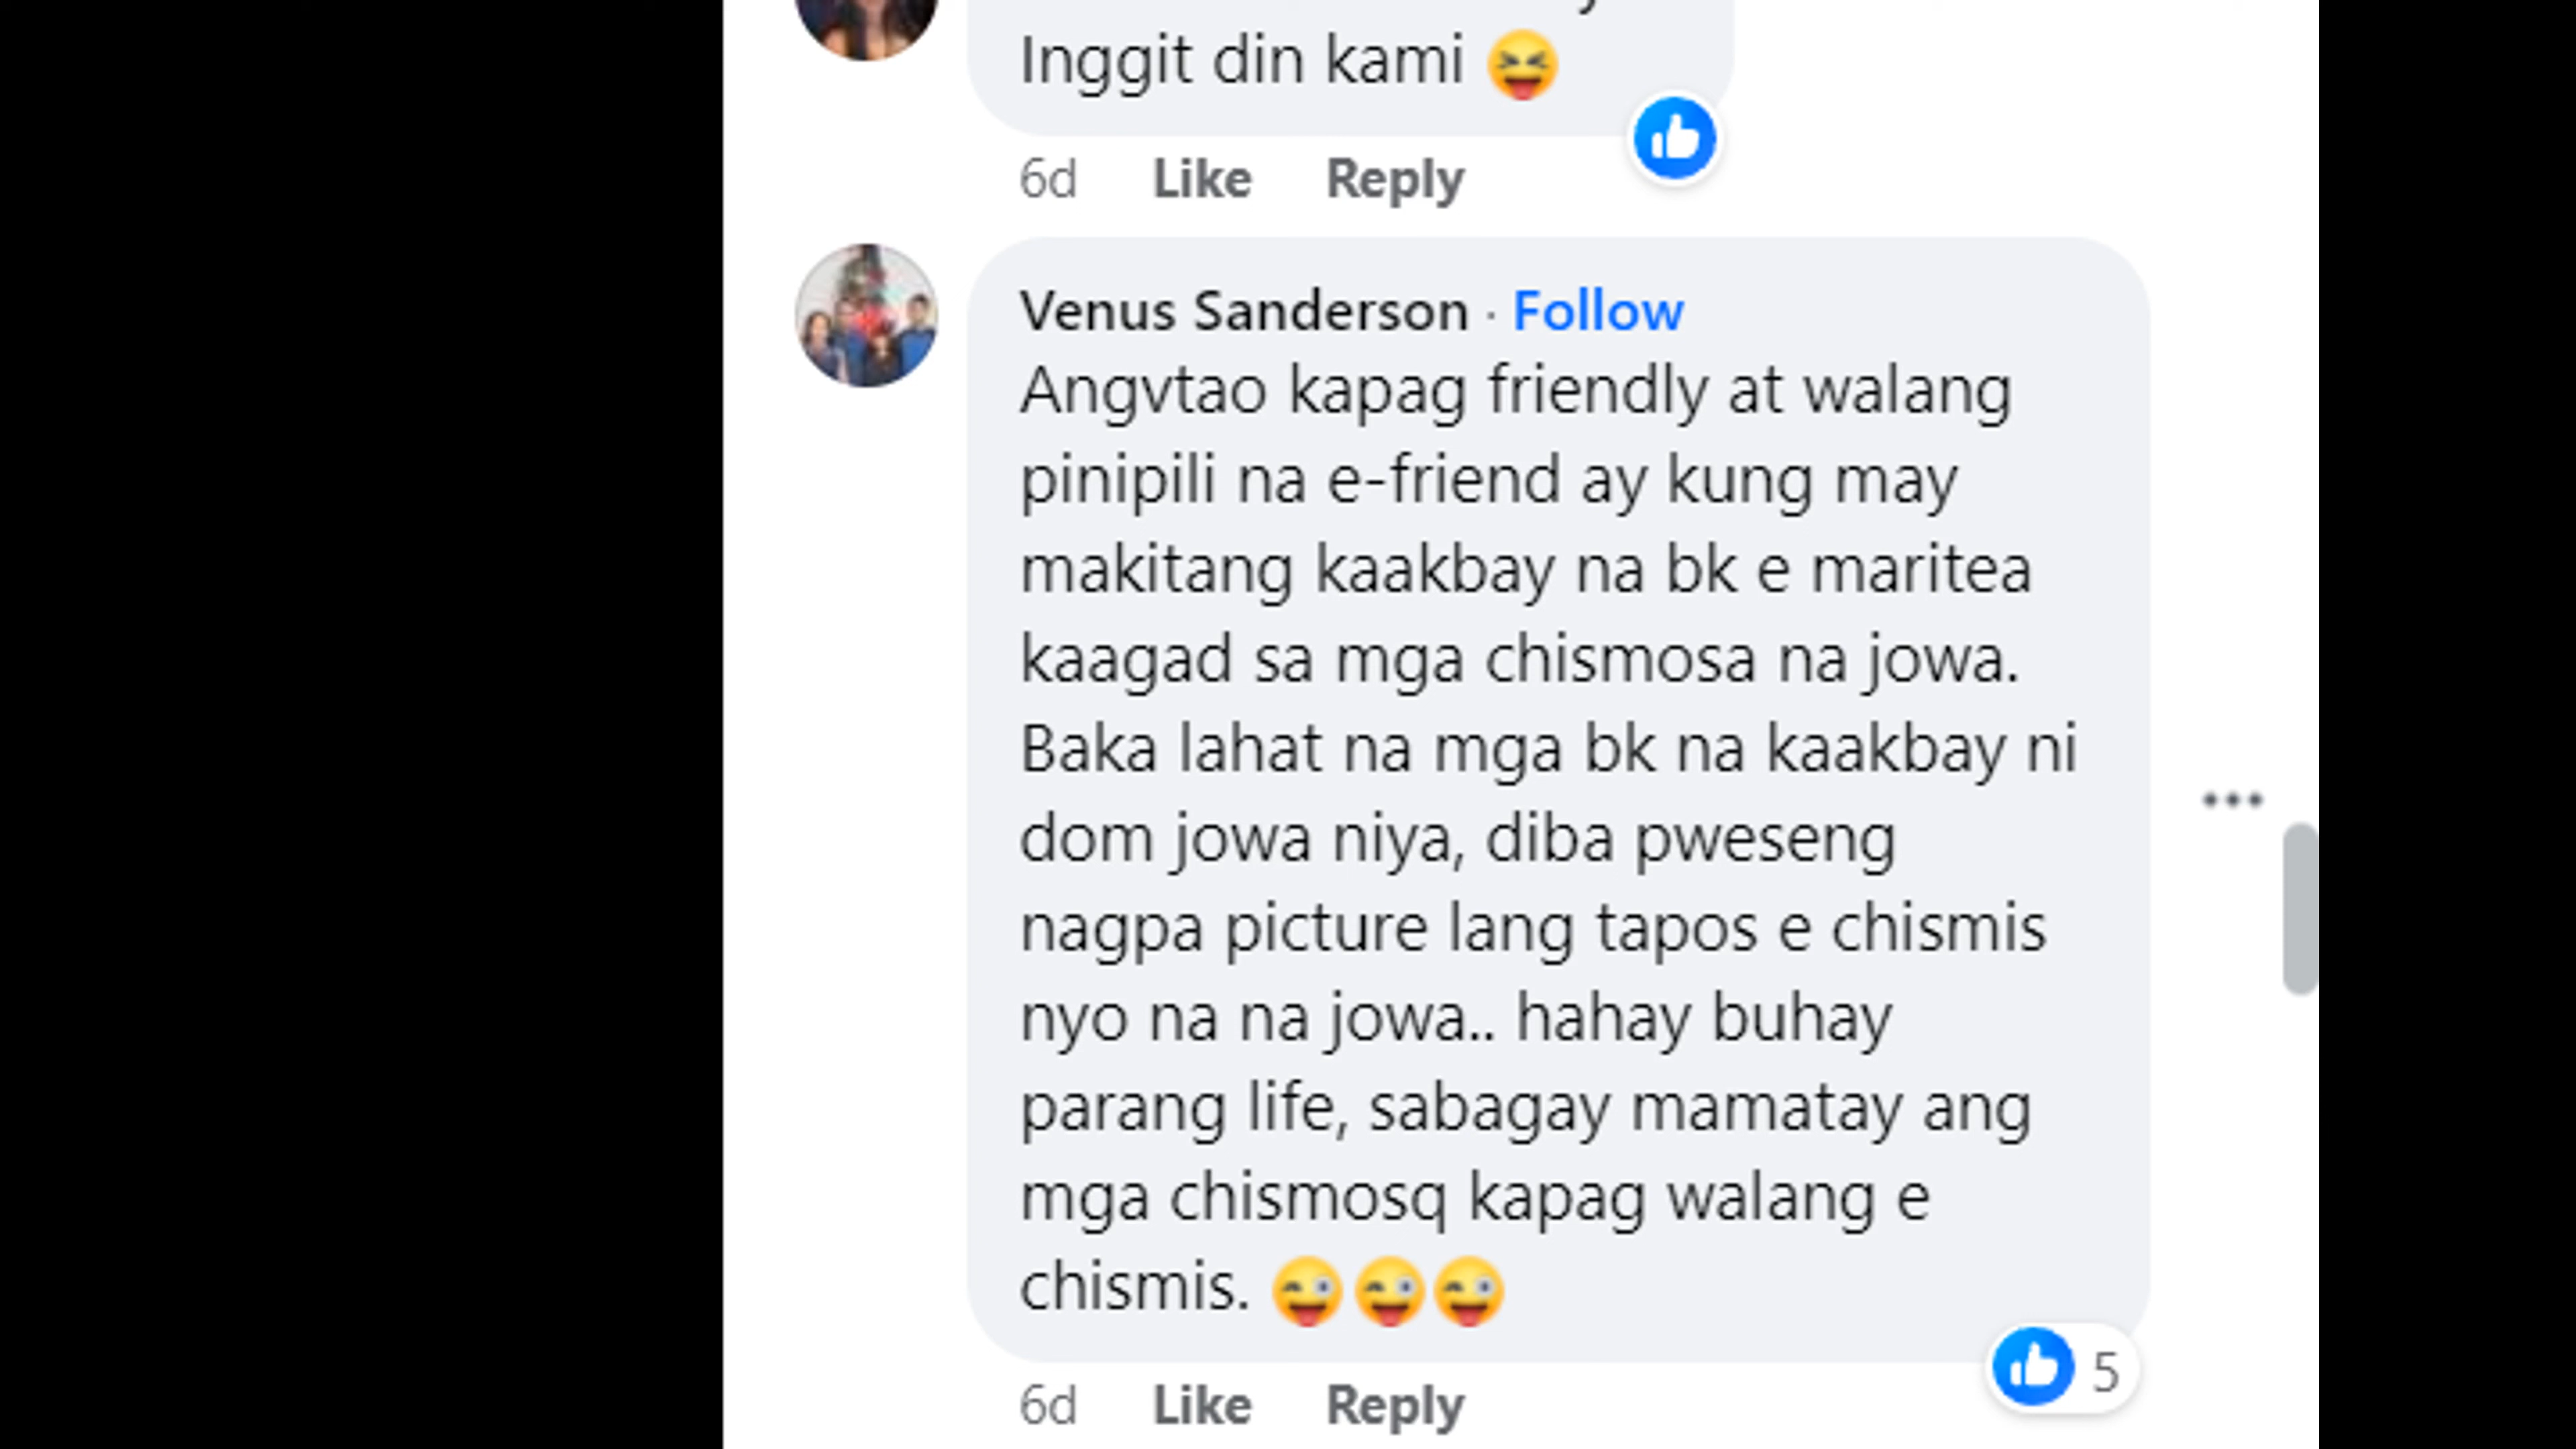 Inggit din kami 😝
6d Like Reply
Venus Sanderson · Follow
Angvtao kapag friendly at walang
pinipili na e-friend ay kung may
makitang kaakbay na bk e maritea
kaagad sa mga chismosa na jowa.
Baka lahat na mga bk na kaakbay ni
dom jowa niya, diba pweseng
nagpa picture lang tapos e chismis
nyo na na jowa.. hahay buhay
parang life, sabagay mamatay ang
mga chismosq kapag walang e
chismis. 😜😜😜
5
6d Like Reply